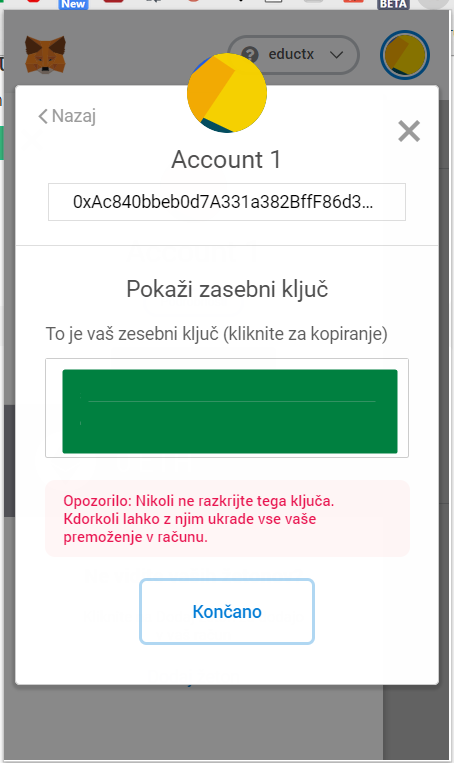 New
BETA
eductx
Nazaj
Account 1
0xAc840bbeb0d7A331a382BffF86d3...
Pokaži zasebni ključ
To je vaš zesebni ključ (kliknite za kopiranje)
Opozorilo: Nikoli ne razkrijte tega ključa.
Kdorkoli lahko z njim ukrade vse vaše
premoženje v računu.
Končano